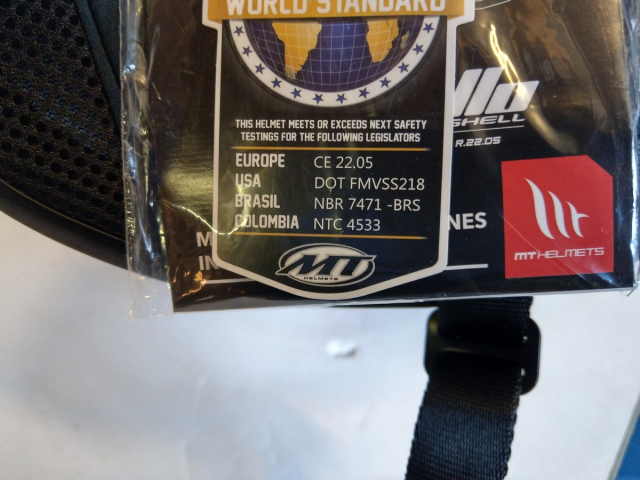 WORLD STANDARD
THIS HELMET MEETS OR EXCEEDS NEXT SAFETY
TESTINGS FOR THE FOLLOWING LEGISLATORS
EUROPE CE 22.05
USA DOT FMVSS218
BRASIL NBR 7471 -BRS
COLOMBIA NTC 4533
HELMETS
SHELL
R.22.05
NES
M
IN
MT HELMETS